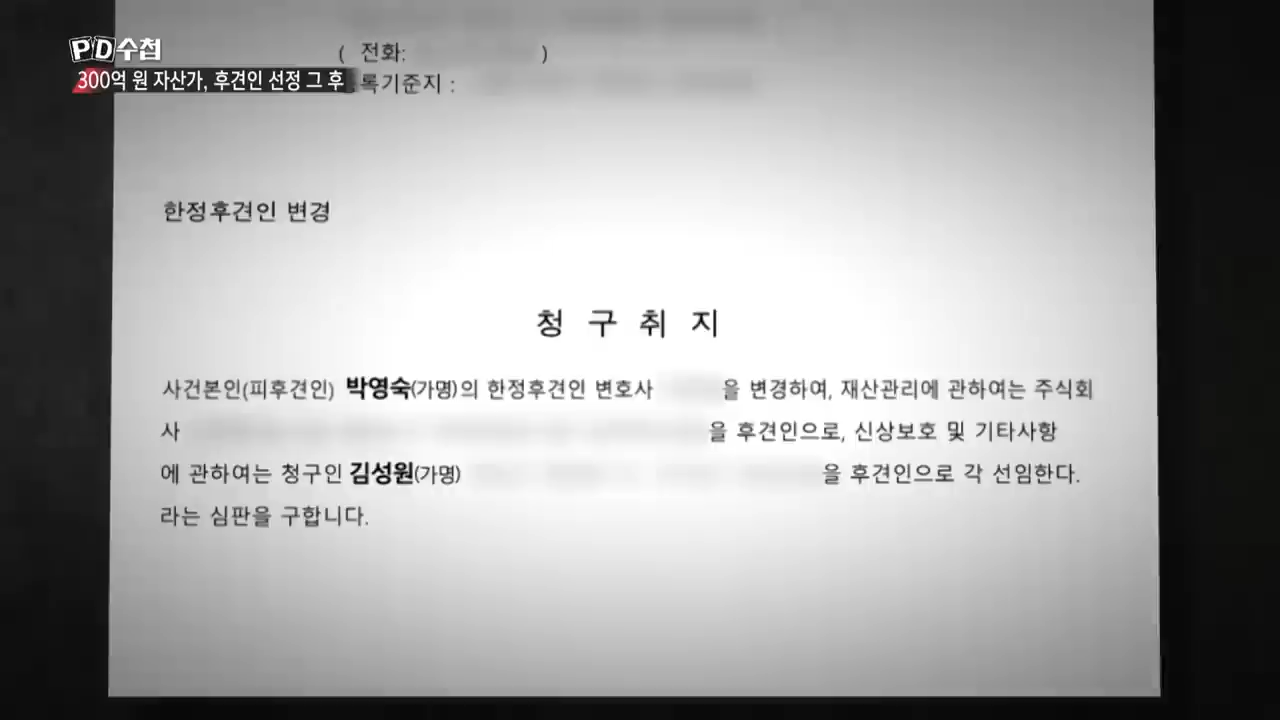 PD수첩
300억 원 자산가, 후견인 선정 그 후
( 전화: )
록기준지 :
한정후견인 변경
청 구 취 지
사건본인(피후견인) 박영숙(가명)의 한정후견인 변호사 을 변경하여, 재산관리에 관하여는 주식회
사 을 후견인으로, 신상보호 및 기타사항
에 관하여는 청구인 김성원(가명) 을 후견인으로 각 선임한다.
라는 심판을 구합니다.